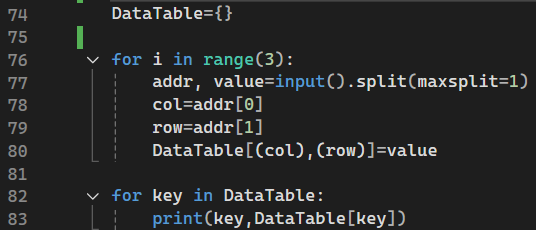 74 DataTable={}
75
76 for i in range(3):
77     addr, value=input().split(maxsplit=1)
78     col=addr[0]
79     row=addr[1]
80     DataTable[(col),(row)]=value
81
82 for key in DataTable:
83     print(key,DataTable[key])